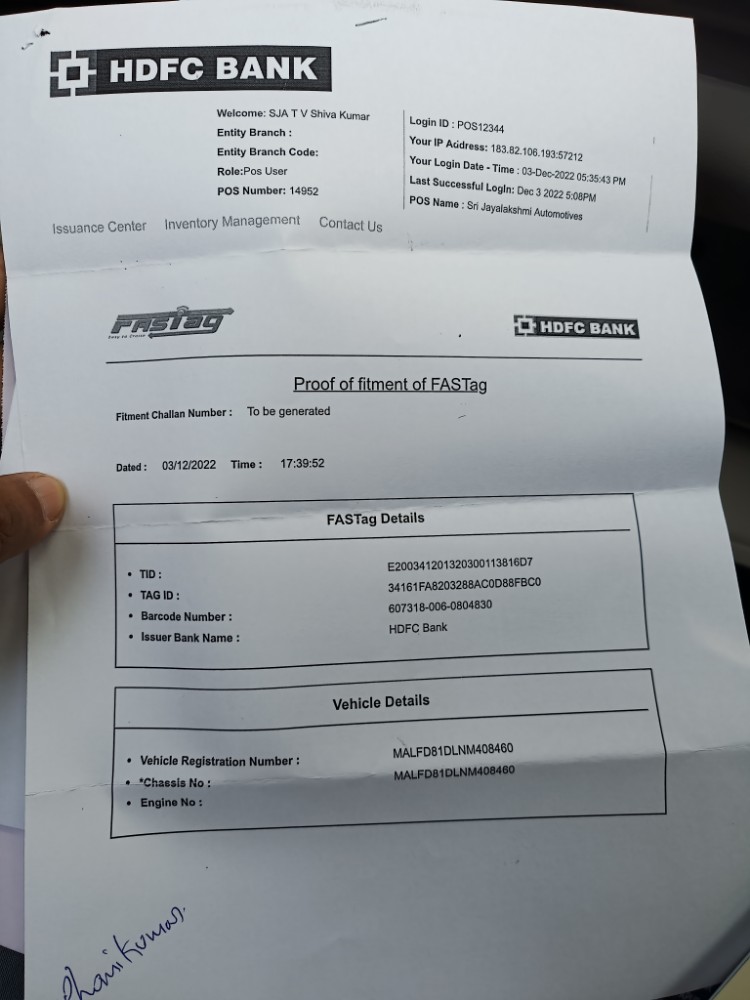 HDFC BANK
Welcome: SJA T V Shiva Kumar
Entity Branch :
Entity Branch Code:
Role:Pos User
POS Number: 14952
Login ID : POS12344
Your IP Address: 183.82.106.193:57212
Your Login Date - Time : 03-Dec-2022 05:35:43 PM
Last Successful LogIn: Dec 3 2022 5:08PM
POS Name : Sri Jayalakshmi Automotives
Issuance Center Inventory Management Contact Us
FASTag
HDFC BANK
Proof of fitment of FASTag
Fitment Challan Number : To be generated
Dated : 03/12/2022 Time : 17:39:52
FASTag Details
• TID : E200341201320300113816D7
• TAG ID : 34161FA8203288AC0D88FBC0
• Barcode Number : 607318-006-0804830
• Issuer Bank Name : HDFC Bank
Vehicle Details
• Vehicle Registration Number : MALFD81DLNM408460
• *Chassis No : MALFD81DLNM408460
• Engine No :